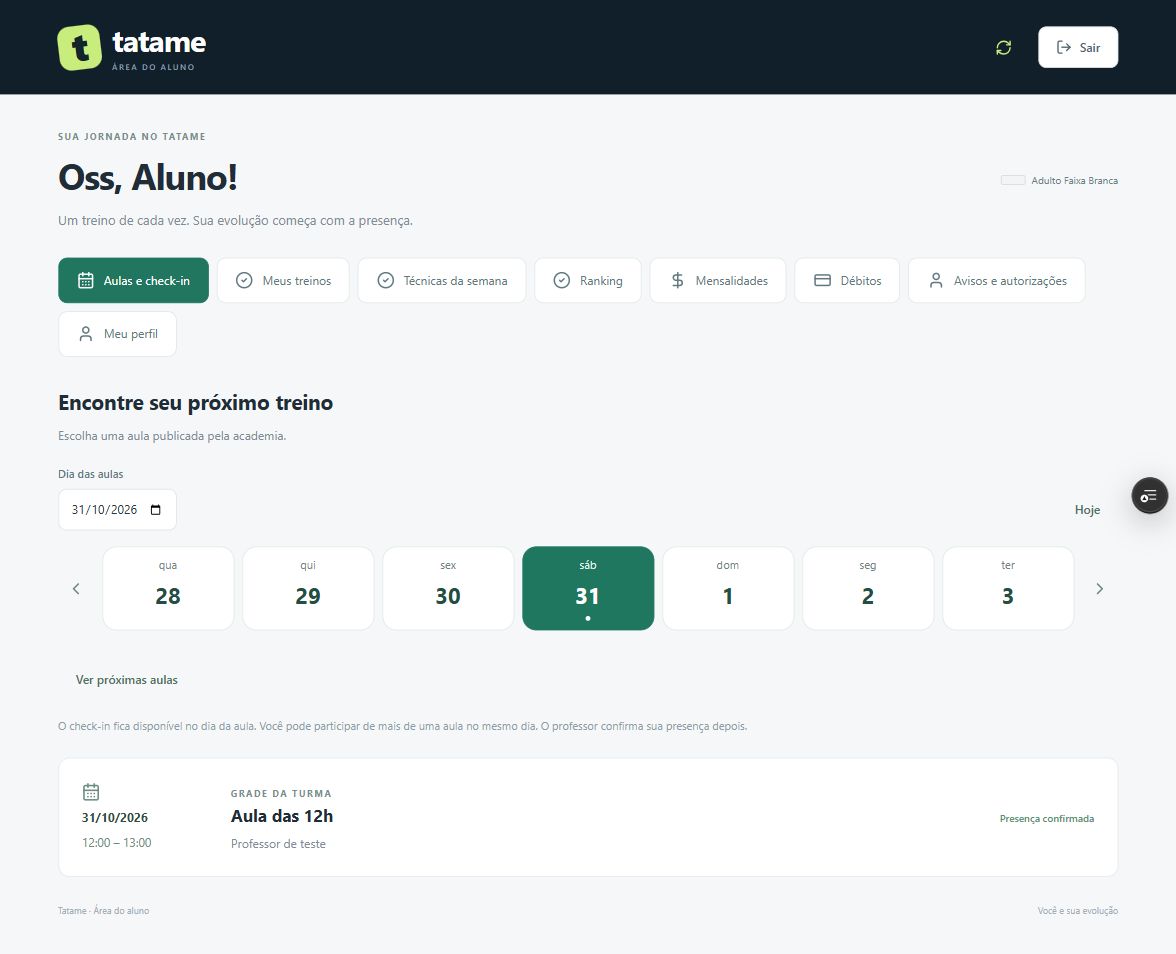 t tatame
ÁREA DO ALUNO
Sair
SUA JORNADA NO TATAME
Oss, Aluno!
Adulto Faixa Branca
Um treino de cada vez. Sua evolução começa com a presença.
Aulas e check-in
Meus treinos
Técnicas da semana
Ranking
Mensalidades
Débitos
Avisos e autorizações
Meu perfil
Encontre seu próximo treino
Escolha uma aula publicada pela academia.
Dia das aulas
31/10/2026
Hoje
qua
28
qui
29
sex
30
sáb
31
dom
1
seg
2
ter
3
Ver próximas aulas
O check-in fica disponível no dia da aula. Você pode participar de mais de uma aula no mesmo dia. O professor confirma sua presença depois.
31/10/2026
12:00 – 13:00
GRADE DA TURMA
Aula das 12h
Professor de teste
Presença confirmada
Tatame · Área do aluno
Você e sua evolução